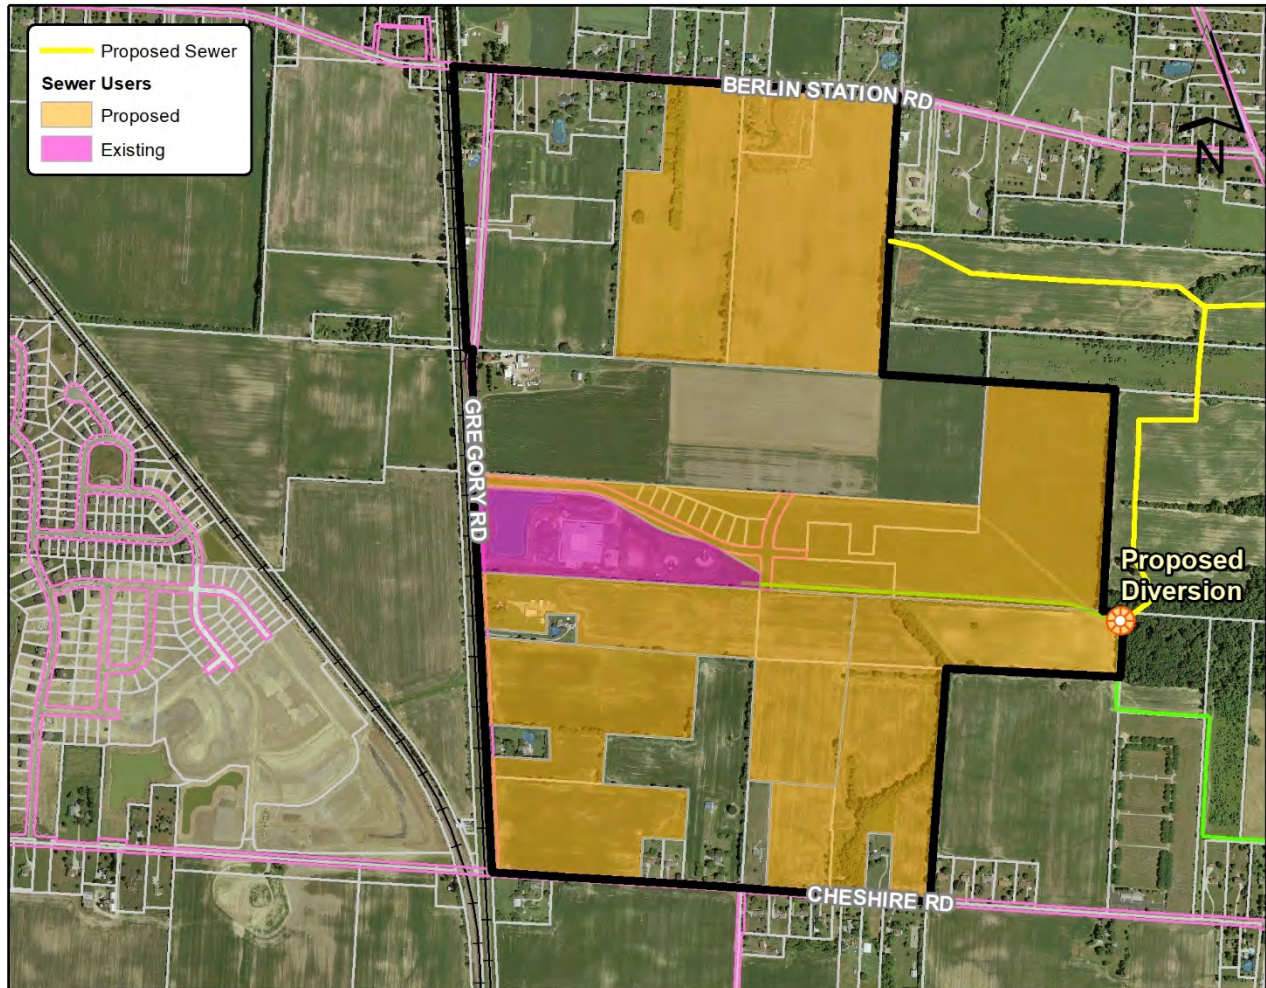 Proposed Sewer
Sewer Users
Proposed
Existing
BERLIN STATION RD
N
GREGORY RD
Proposed
Diversion
CHESHIRE RD